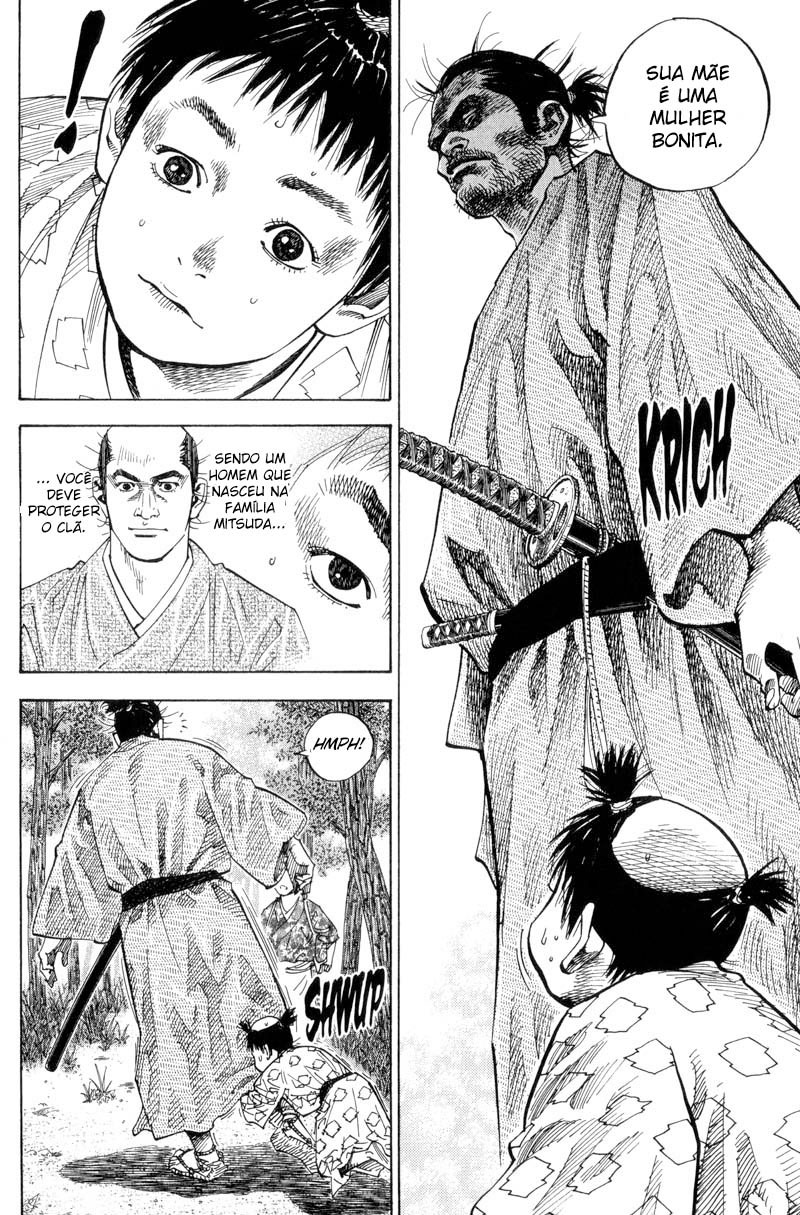 SUA MÃE
É UMA
MULHER
BONITA.
KRICH
!
SENDO UM
HOMEM QUE
NASCEU NA
FAMÍLIA
MITSUDA...
... VOCÊ
DEVE
PROTEGER
O CLÃ.
HMPH!
SHWUP